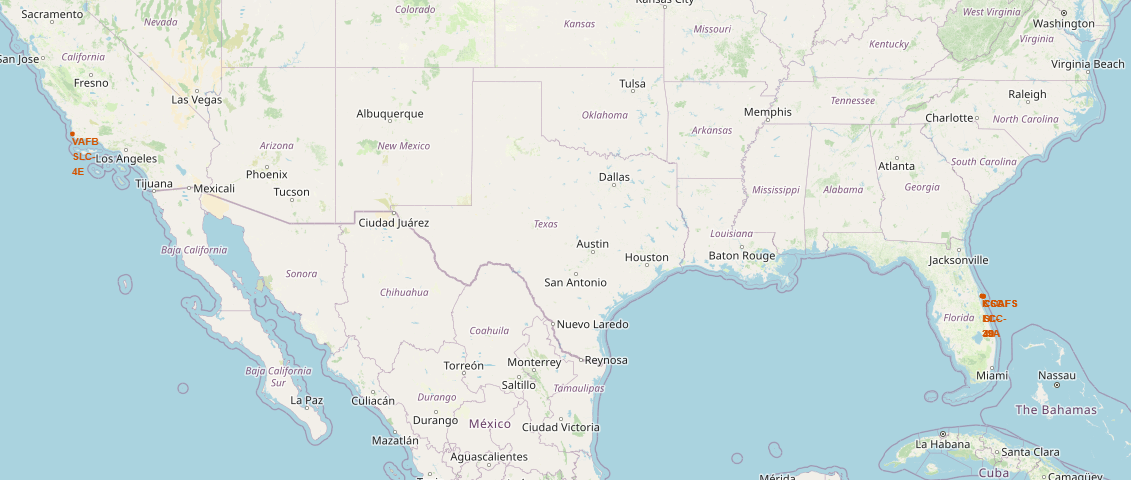 Sacramento
Nevada
Colorado
Kansas
Kansas City
Missouri
West Virginia
Washington
Virginia
Kentucky
San Jose
California
Fresno
Las Vegas
Virginia Beach
Tulsa
Albuquerque
Oklahoma
Memphis
Tennessee
Raleigh
Charlotte
North Carolina
Arkansas
VAFB
SLC-
4E
Los Angeles
Arizona
New Mexico
Phoenix
Atlanta
South Carolina
Tijuana
Mexicali
Tucson
Dallas
Mississippi
Alabama
Georgia
Ciudad Juárez
Texas
Louisiana
Baja California
Austin
Houston
Baton Rouge
Jacksonville
Sonora
San Antonio
Chihuahua
Florida
Coahuila
Nuevo Laredo
Torreón
Monterrey
Reynosa
Baja California
Sur
Saltillo
Tamaulipas
Miami
Nassau
La Paz
Culiacán
Durango
The Bahamas
Durango
México
Ciudad Victoria
Mazatlán
La Habana
Santa Clara
Aguascalientes
Cuba
Mérida
Camagüey